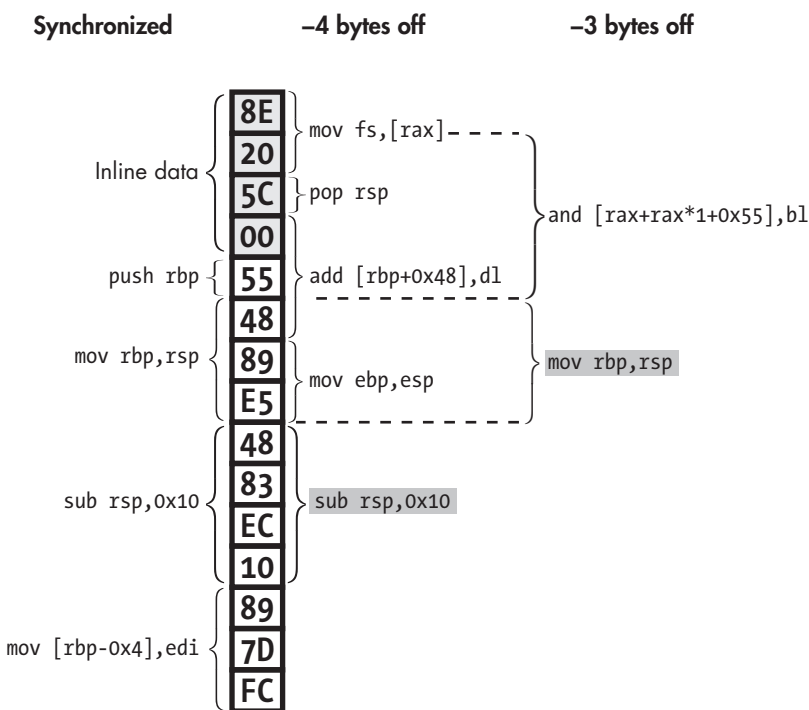 Synchronized
–4 bytes off
–3 bytes off
8E
mov fs,[rax]
20
Inline data
5C
pop rsp
and [rax+rax*1+0x55],bl
00
push rbp
55
add [rbp+0x48],dl
48
mov rbp,rsp
89
mov ebp,esp
mov rbp,rsp
E5
48
83
sub rsp,0x10
sub rsp,0x10
EC
10
89
mov [rbp-0x4],edi
7D
FC